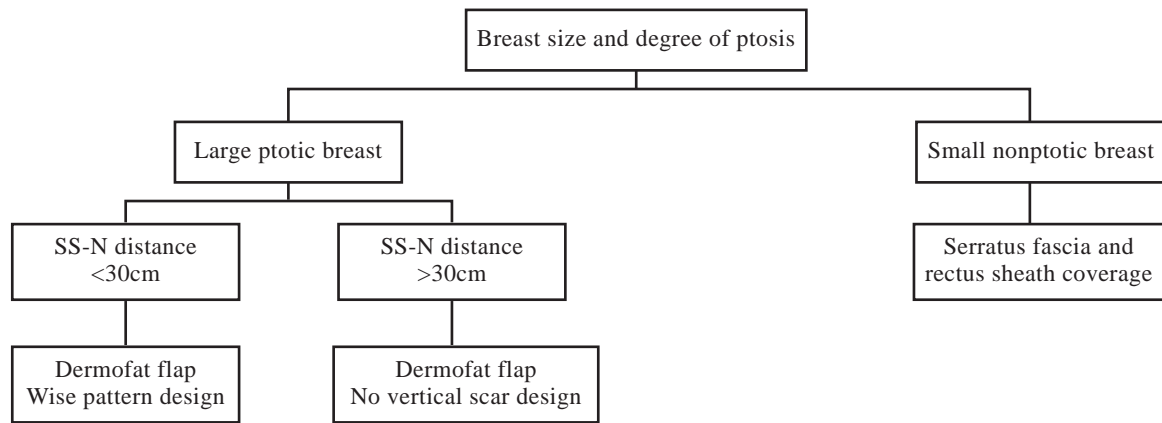 Breast size and degree of ptosis
Large ptotic breast
Small nonptotic breast
SS-N distance
<30cm
SS-N distance
>30cm
Serratus fascia and
rectus sheath coverage
Dermofat flap
Wise pattern design
Dermofat flap
No vertical scar design